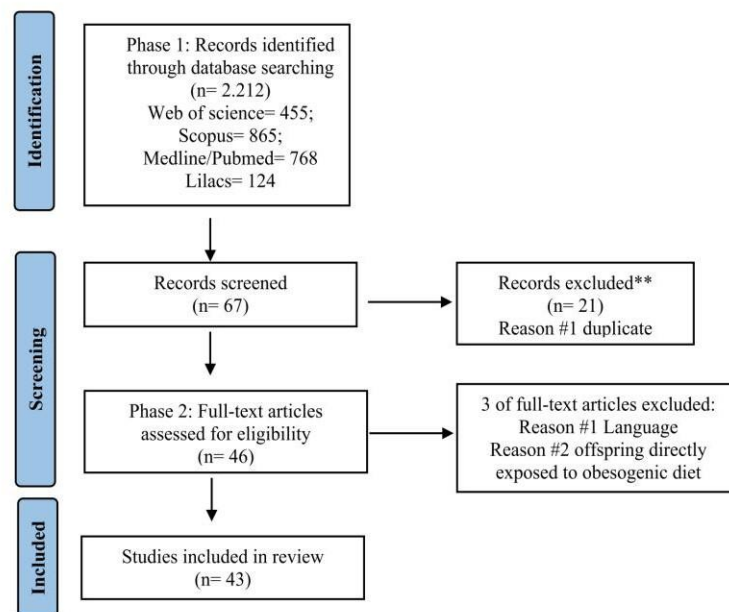 Identification
Phase 1: Records identified
through database searching
(n= 2.212)
Web of science= 455;
Scopus= 865;
Medline/Pubmed= 768
Lilacs= 124
Screening
Records screened
(n= 67)
Records excluded**
(n= 21)
Reason #1 duplicate
Phase 2: Full-text articles
assessed for eligibility
(n= 46)
3 of full-text articles excluded:
Reason #1 Language
Reason #2 offspring directly
exposed to obesogenic diet
Included
Studies included in review
(n= 43)